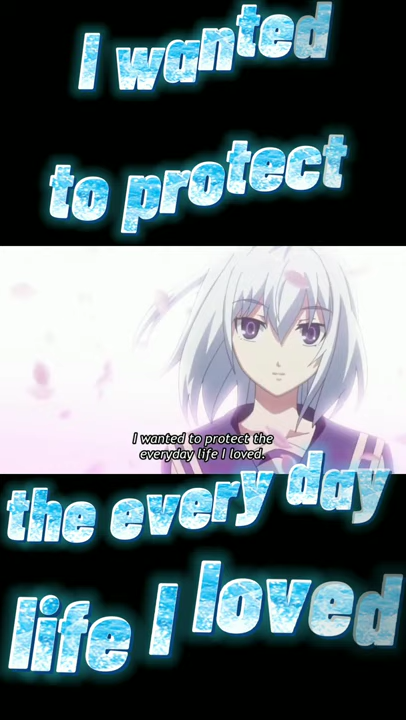 I wanted
to protect
I wanted to protect the
everyday life I loved.
the every day
life I loved